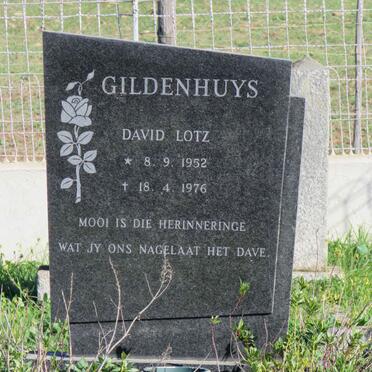 GILDENHUYS
DAVID LOTZ
* 8. 9. 1952
† 18. 4. 1976
MOOI IS DIE HERINNERINGE
WAT JY ONS NAGELAAT HET DAVE.